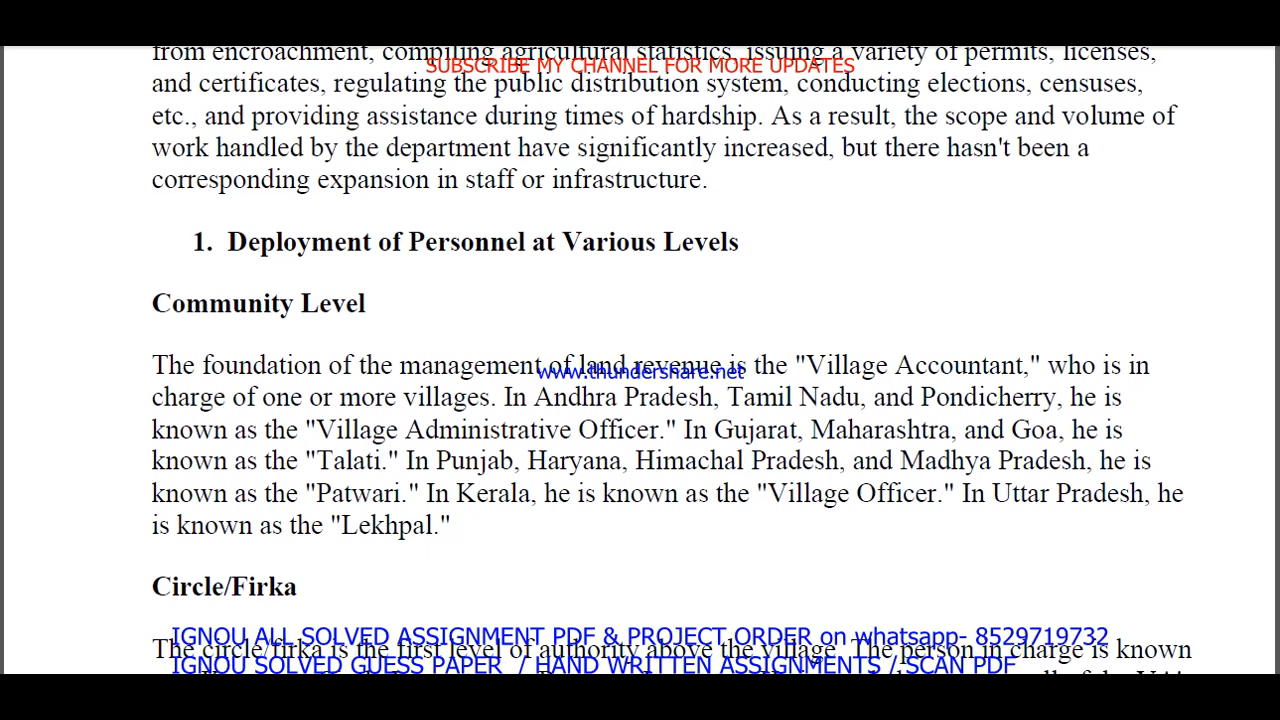 from encroachment, compiling agricultural statistics, issuing a variety of permits, licenses,
SUBSCRIBE MY CHANNEL FOR MORE UPDATES
and certificates, regulating the public distribution system, conducting elections, censuses,
etc., and providing assistance during times of hardship. As a result, the scope and volume of
work handled by the department have significantly increased, but there hasn't been a
corresponding expansion in staff or infrastructure.
1. Deployment of Personnel at Various Levels
Community Level
The foundation of the management of land revenue is the "Village Accountant," who is in
www.thundershare.net
charge of one or more villages. In Andhra Pradesh, Tamil Nadu, and Pondicherry, he is
known as the "Village Administrative Officer." In Gujarat, Maharashtra, and Goa, he is
known as the "Talati." In Punjab, Haryana, Himachal Pradesh, and Madhya Pradesh, he is
known as the "Patwari." In Kerala, he is known as the "Village Officer." In Uttar Pradesh, he
is known as the "Lekhpal."
Circle/Firka
IGNOU ALL SOLVED ASSIGNMENT PDF & PROJECT ORDER on whatsapp- 8529719732
The circle/firka is the first level of authority above the village. The person in charge is known
IGNOU SOLVED GUESS PAPER / HAND WRITTEN ASSIGNMENTS / SCAN PDF